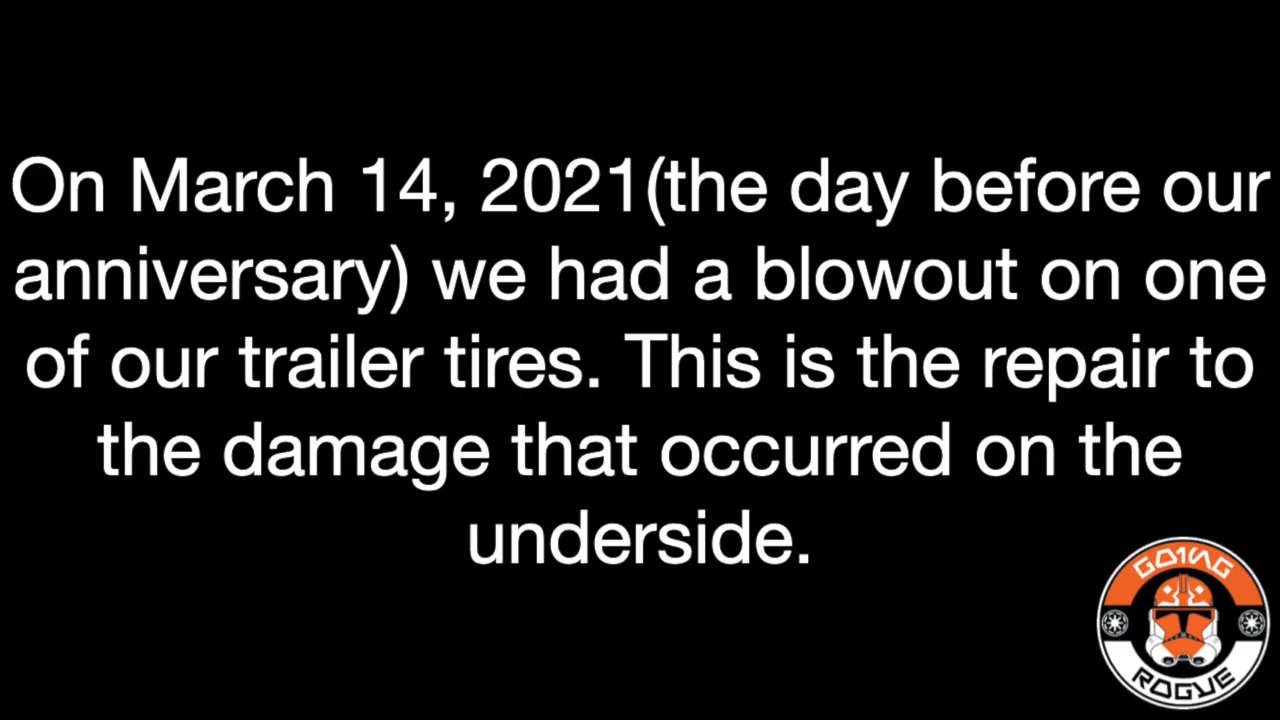 On March 14, 2021(the day before our
anniversary) we had a blowout on one
of our trailer tires. This is the repair to
the damage that occurred on the
underside.
GO1NG
ROGUE